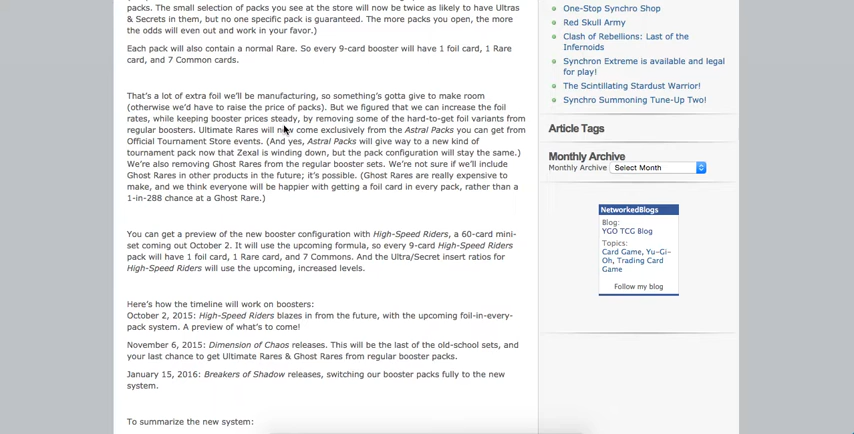 packs. The small selection of packs you see at the store will now be twice as likely to have Ultras
& Secrets in them, but no one specific pack is guaranteed. The more packs you open, the more
the odds will even out and work in your favor.)
Each pack will also contain a normal Rare. So every 9-card booster will have 1 foil card, 1 Rare
card, and 7 Common cards.
That's a lot of extra foil we'll be manufacturing, so something's gotta give to make room
(otherwise we'd have to raise the price of packs). But we figured that we can increase the foil
rates, while keeping booster prices steady, by removing some of the hard-to-get foil variants from
regular boosters. Ultimate Rares will now come exclusively from the Astral Packs you can get from
Official Tournament Store events. (And yes, Astral Packs will give way to a new kind of
tournament pack now that Zexal is winding down, but the pack configuration will stay the same.)
We're also removing Ghost Rares from the regular booster sets. We're not sure if we'll include
Ghost Rares in other products in the future; it's possible. (Ghost Rares are really expensive to
make, and we think everyone will be happier with getting a foil card in every pack, rather than a
1-in-288 chance at a Ghost Rare.)
You can get a preview of the new booster configuration with High-Speed Riders, a 60-card mini-
set coming out October 2. It will use the upcoming formula, so every 9-card High-Speed Riders
pack will have 1 foil card, 1 Rare card, and 7 Commons. And the Ultra/Secret insert ratios for
High-Speed Riders will use the upcoming, increased levels.
Here's how the timeline will work on boosters:
October 2, 2015: High-Speed Riders blazes in from the future, with the upcoming foil-in-every-
pack system. A preview of what's to come!
November 6, 2015: Dimension of Chaos releases. This will be the last of the old-school sets, and
your last chance to get Ultimate Rares & Ghost Rares from regular booster packs.
January 15, 2016: Breakers of Shadow releases, switching our booster packs fully to the new
system.
To summarize the new system:
One-Stop Synchro Shop
Red Skull Army
Clash of Rebellions: Last of the
Infernoids
Synchron Extreme is available and legal
for play!
The Scintillating Stardust Warrior!
Synchro Summoning Tune-Up Two!
Article Tags
Monthly Archive
Monthly Archive Select Month
NetworkedBlogs
Blog:
YGO TCG Blog
Topics:
Card Game, Yu-Gi-
Oh, Trading Card
Game
Follow my blog